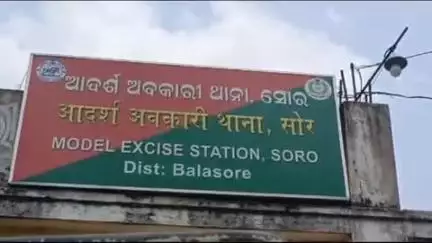 ଆଦର୍ଶ ଅବକାରୀ ଥାନା, ସୋର
आदर्श अवकारी थाना, सोर
MODEL EXCISE STATION, SORO
Dist: Balasore